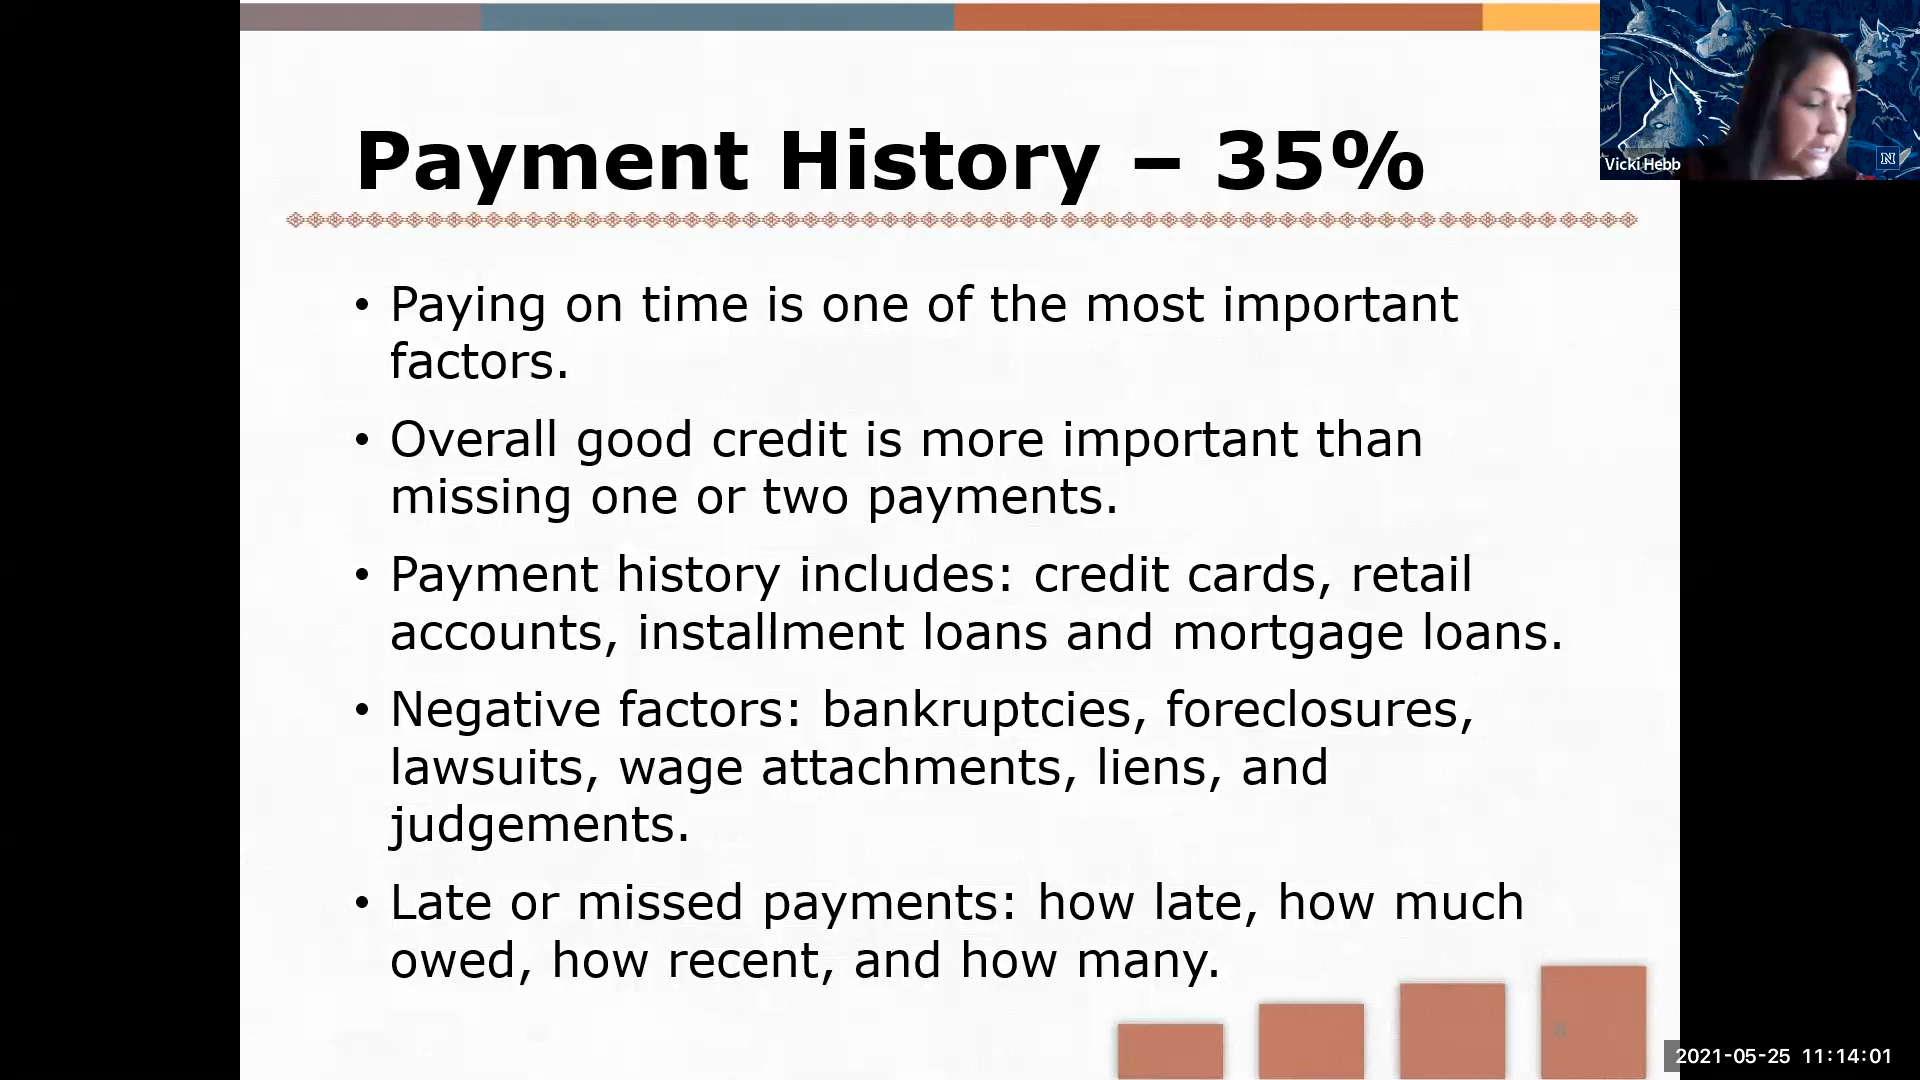 Payment History – 35%
• Paying on time is one of the most important
factors.
• Overall good credit is more important than
missing one or two payments.
• Payment history includes: credit cards, retail
accounts, installment loans and mortgage loans.
• Negative factors: bankruptcies, foreclosures,
lawsuits, wage attachments, liens, and
judgements.
• Late or missed payments: how late, how much
owed, how recent, and how many.
Vicki Hebb
N
2021-05-25 11:14:01